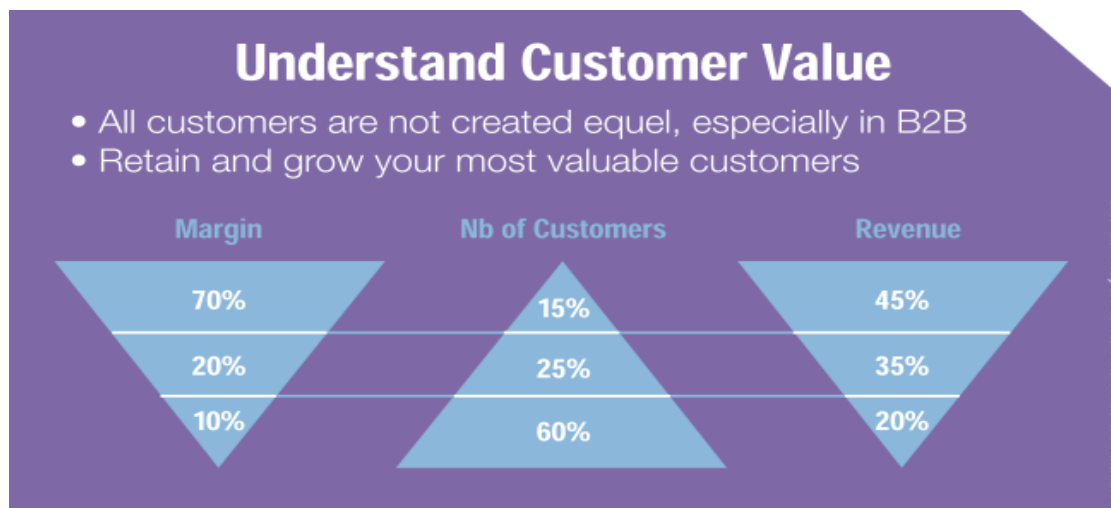 Understand Customer Value
• All customers are not created equel, especially in B2B
• Retain and grow your most valuable customers
Margin Nb of Customers Revenue
70% 15% 45%
20% 25% 35%
10% 60% 20%